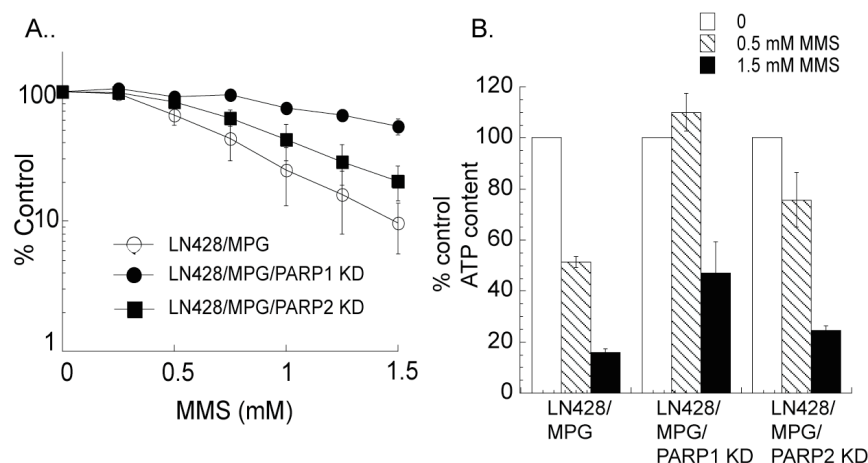 A..
% Control
100
10
1
0
0.5
1
1.5
MMS (mM)
LN428/MPG
LN428/MPG/PARP1 KD
LN428/MPG/PARP2 KD
B.
0
0.5 mM MMS
1.5 mM MMS
% control
ATP content
120
100
80
60
40
20
0
LN428/
MPG
LN428/
MPG/
PARP1 KD
LN428/
MPG/
PARP2 KD